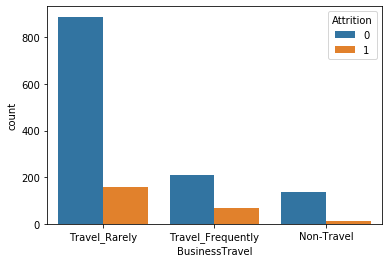 Attrition
0
1
800
600
400
200
0
count
Travel_Rarely
Travel_Frequently
Non-Travel
BusinessTravel